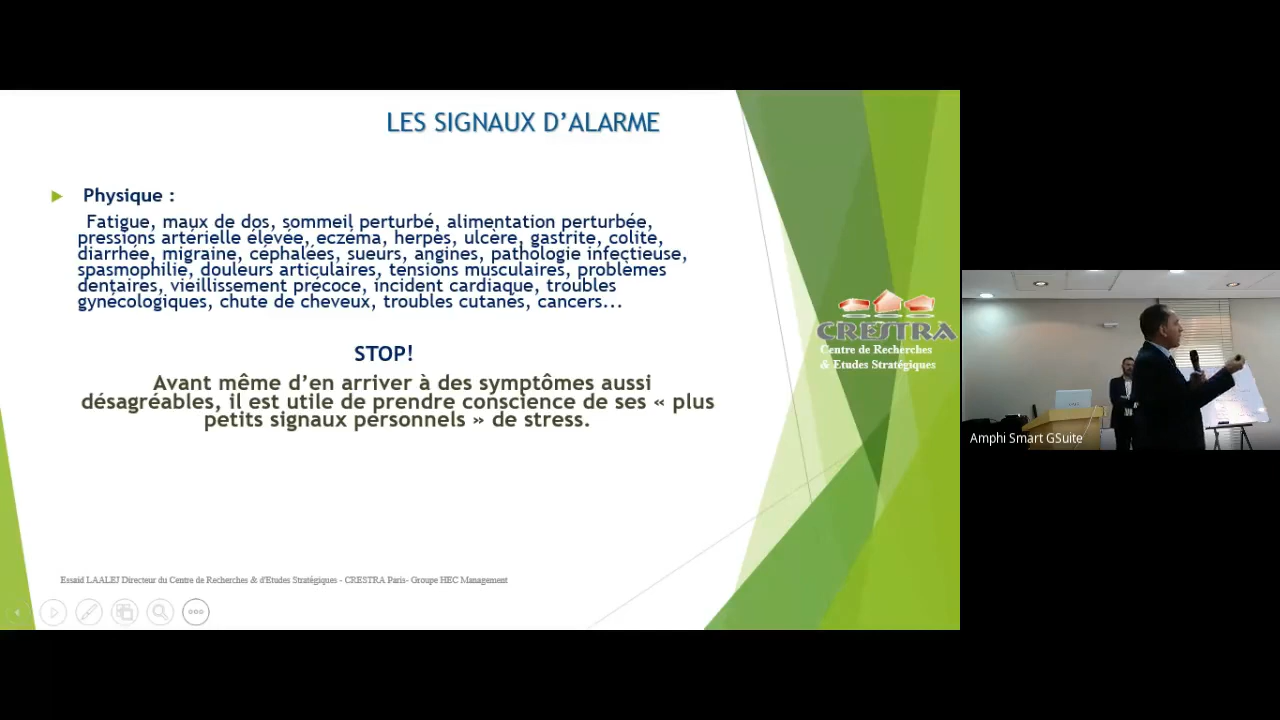 LES SIGNAUX D’ALARME
Physique :
Fatigue, maux de dos, sommeil perturbé, alimentation perturbée,
pressions artérielle élevée, eczéma, herpès, ulcère, gastrite, colite,
diarrhée, migraine, céphalées, sueurs, angines, pathologie infectieuse,
spasmophilie, douleurs articulaires, tensions musculaires, problèmes
dentaires, vieillissement précoce, incident cardiaque, troubles
gynécologiques, chute de cheveux, troubles cutanés, cancers...
STOP!
Avant même d’en arriver à des symptômes aussi
désagréables, il est utile de prendre conscience de ses « plus
petits signaux personnels » de stress.
CRESTRA
Centre de Recherches
& Etudes Stratégiques
Essaid LAALEJ Directeur du Centre de Recherches & d'Etudes Stratégiques - CRESTRA Paris- Groupe HEC Management
Amphi Smart GSuite